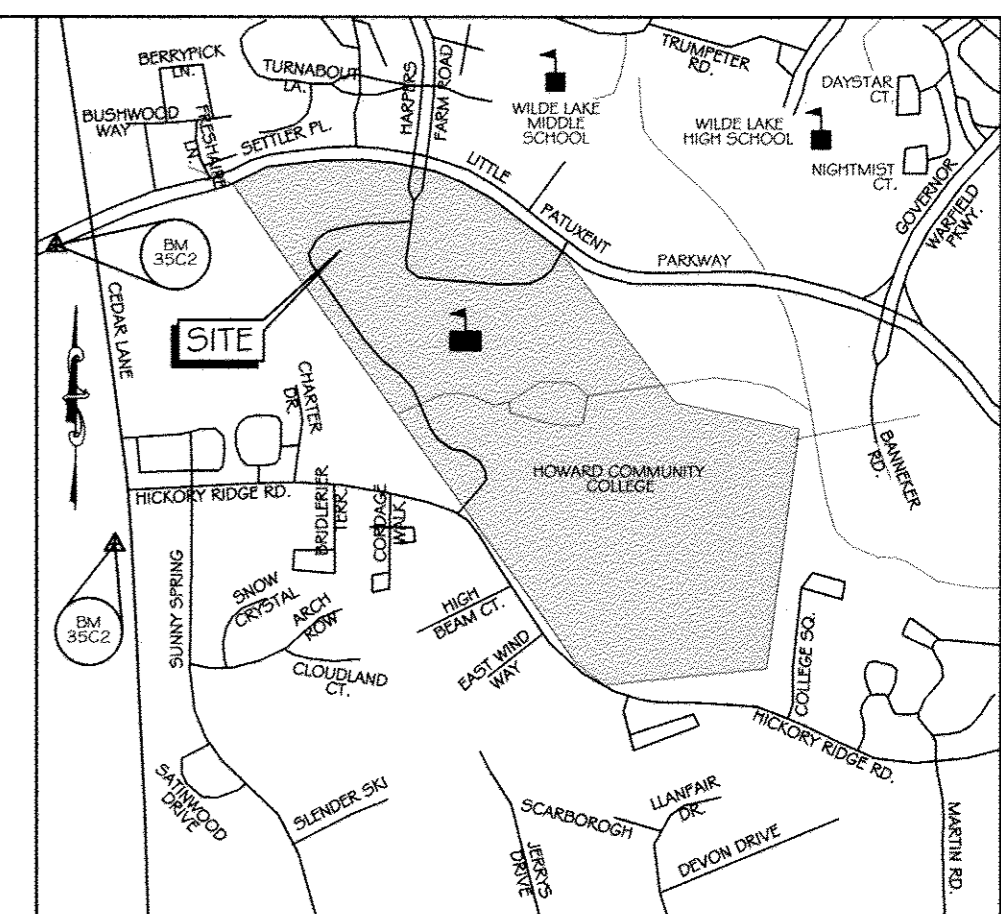 BERRYPICK
LN.
TURNABOUT
LA.
BUSHWOOD
WAY
FRESHAIRE
LN.
SETTLER PL.
HARPERS
FARM ROAD
WILDE LAKE
MIDDLE
SCHOOL
TRUMPETER
RD.
WILDE LAKE
HIGH SCHOOL
DAYSTAR
CT.
NIGHTMIST
CT.
GOVERNOR
WARFIELD
PKWY.
LITTLE
PATUXENT
PARKWAY
BM
35C2
CEDAR LANE
SITE
CHARTER
DR.
HICKORY RIDGE RD.
BRIDLERIER
TERR.
CORDAGE
WALK
HOWARD COMMUNITY
COLLEGE
BANNEKER
RD.
BM
35C2
SUNNY SPRING
SNOW
CRYSTAL
ARCH
ROW
CLOUDLAND
CT.
HIGH
BEAM CT.
EAST WIND
WAY
COLLEGE SQ.
HICKORY RIDGE RD.
SATINWOOD
DRIVE
SLENDER SKI
JERRYS
DRIVE
SCARBOROGH
LLANFAIR
DR.
DEVON DRIVE
MARTIN RD.